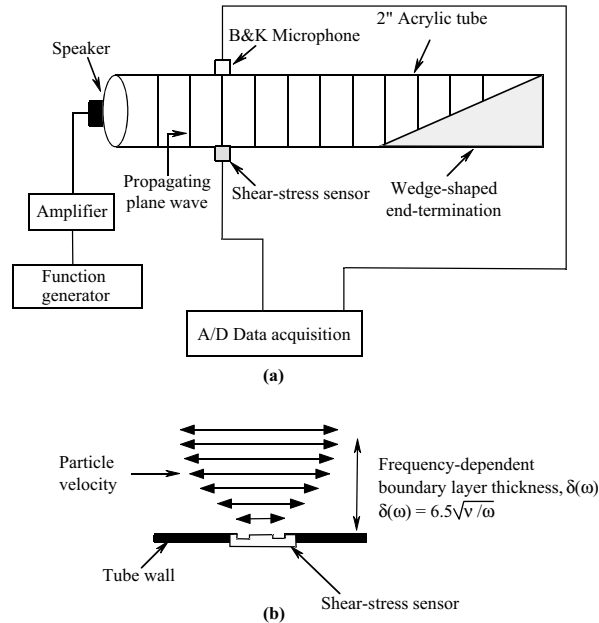 (a)
2" Acrylic tube
B&K Microphone
Speaker
Propagating
plane wave
Shear-stress sensor
Wedge-shaped
end-termination
Amplifier
Function
generator
A/D Data acquisition
(a)
Particle
velocity
Frequency-dependent
boundary layer thickness, δ(ω)
δ(ω) = 6.5√ν/ω
Tube wall
Shear-stress sensor
(b)